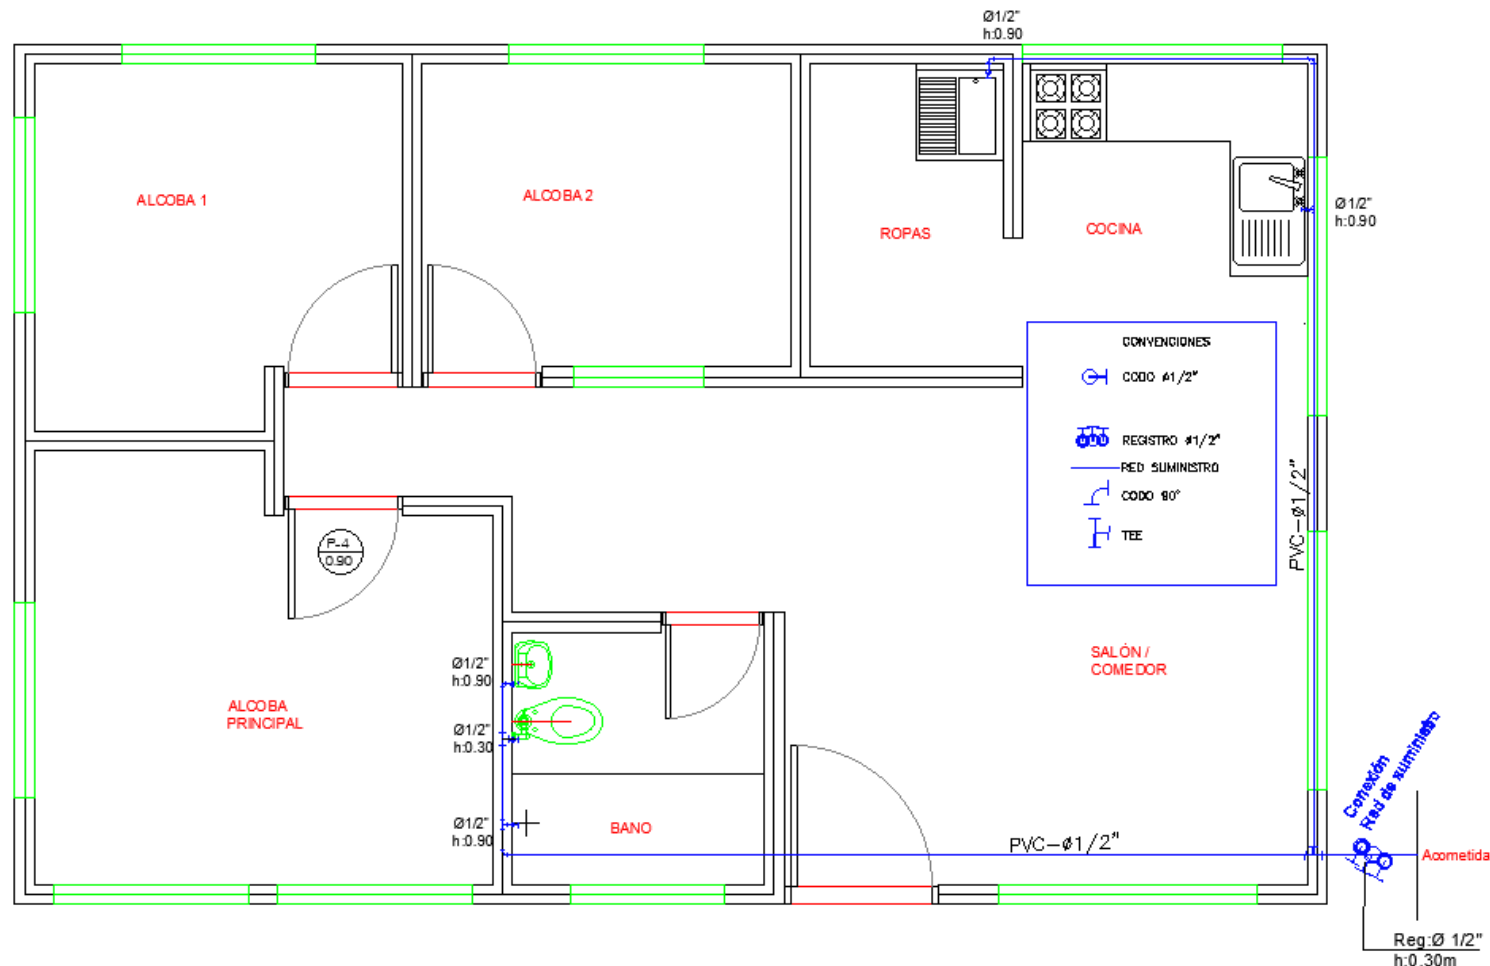 Ø1/2"
h:0.90
ALCOBA 1
ALCOBA 2
ROPAS
COCINA
Ø1/2"
h:0.90
CONVENCIONES
CODO ø1/2"
REGISTRO ø1/2"
RED SUMINISTRO
CODO 90°
TEE
PVC-ø1/2"
P-4
0.90
SALÓN /
COMEDOR
Ø1/2"
h:0.90
ALCOBA
PRINCIPAL
Ø1/2"
h:0.30
Ø1/2"
h:0.90
BANO
PVC-ø1/2"
Conexión
Red de suministro
Acometida
Reg:Ø 1/2"
h:0.30m